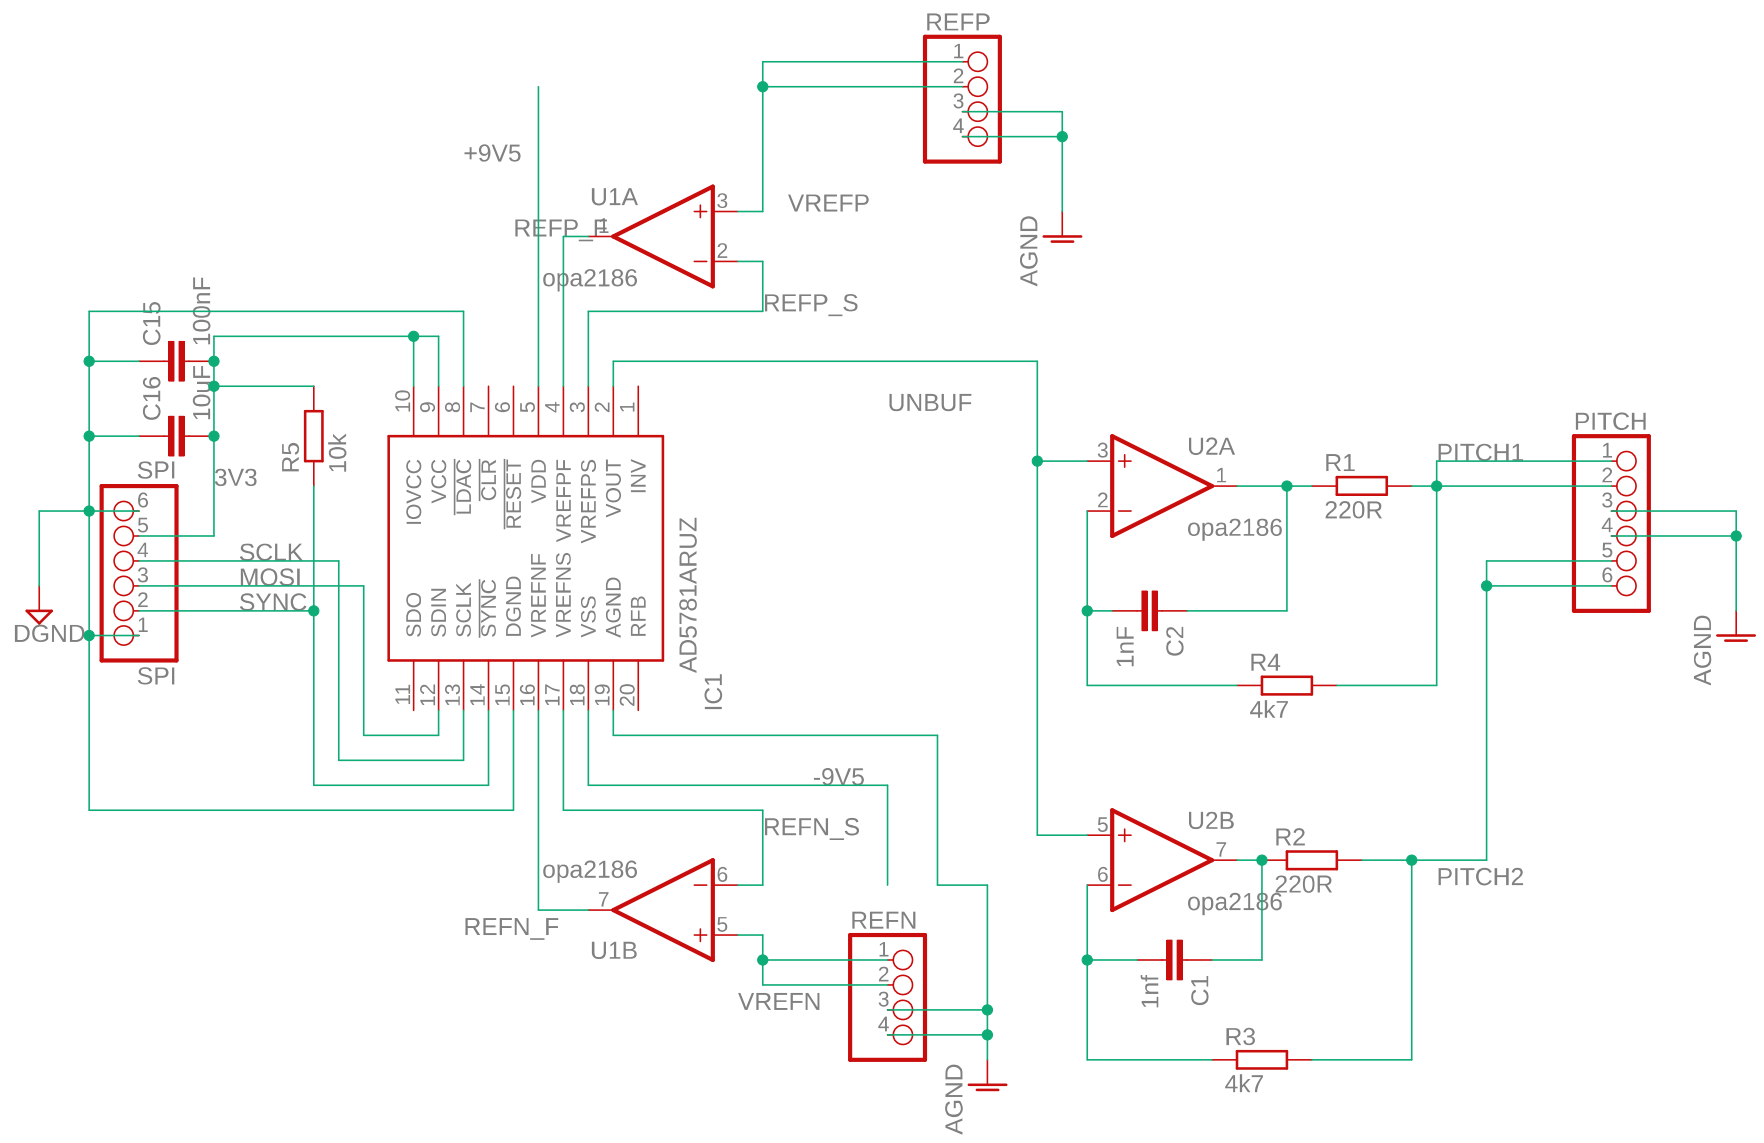 REFP
1
2
3
4
+9V5
U1A
3
VREFP
REFP_F
1
2
AGND
opa2186
REFP_S
C15
100nF
C16
10uF
R5
10k
UNBUF
10
9
8
7
6
5
4
3
2
1
SPI
3V3
IOVCC
VCC
LDAC
CLR
RESET
VDD
VREFPF
VREFPS
VOUT
INV
6
5
4
3
2
1
SCLK
MOSI
SYNC
DGND
SPI
SDO
SDIN
SCLK
SYNC
DGND
VREFNF
VREFNS
VSS
AGND
RFB
AD5781ARUZ
IC1
11
12
13
14
15
16
17
18
19
20
3
U2A
1
2
opa2186
R1
220R
PITCH1
PITCH
1
2
3
4
5
6
AGND
1nF
C2
R4
4k7
-9V5
REFN_S
opa2186
6
7
5
REFN_F
U1B
VREFN
REFN
1
2
3
4
AGND
5
U2B
7
6
opa2186
R2
220R
PITCH2
1nf
C1
R3
4k7